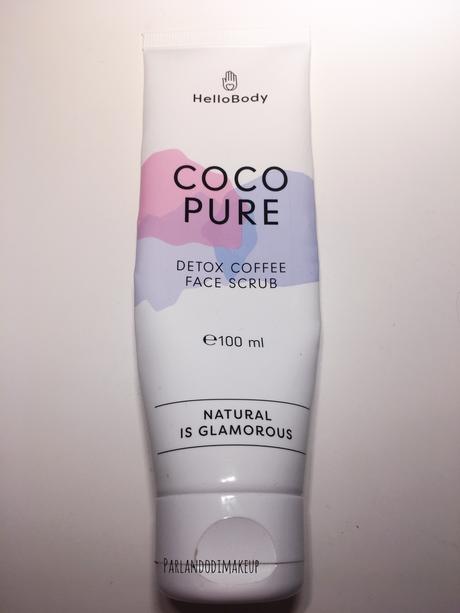 HelloBody
COCO
PURE
DETOX COFFEE
FACE SCRUB
℮100 ml
NATURAL
IS GLAMOROUS
PARLANDODIMAKEUP